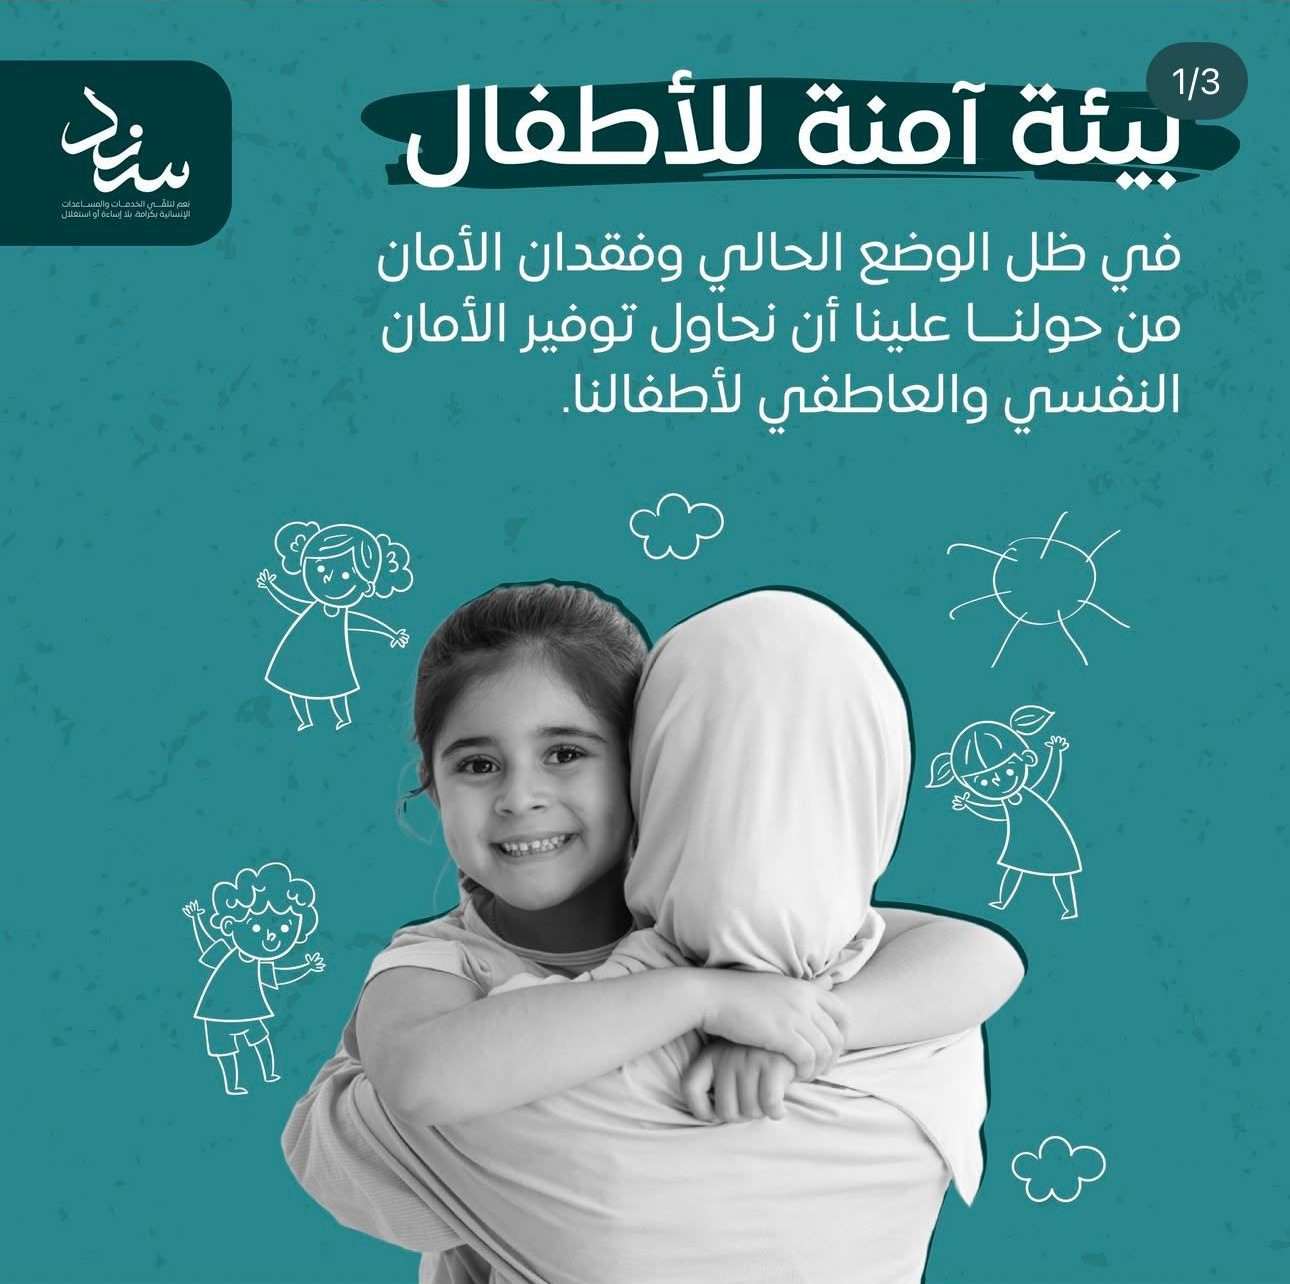 1/3
بيئة آمنة للأطفال
سند
نعم لتلقّي الخدمات والمساعدات
الإنسانية بكرامة، بلا إساءة أو استغلال
في ظل الوضع الحالي وفقدان الأمان
من حولنا علينا أن نحاول توفير الأمان
النفسي والعاطفي لأطفالنا.